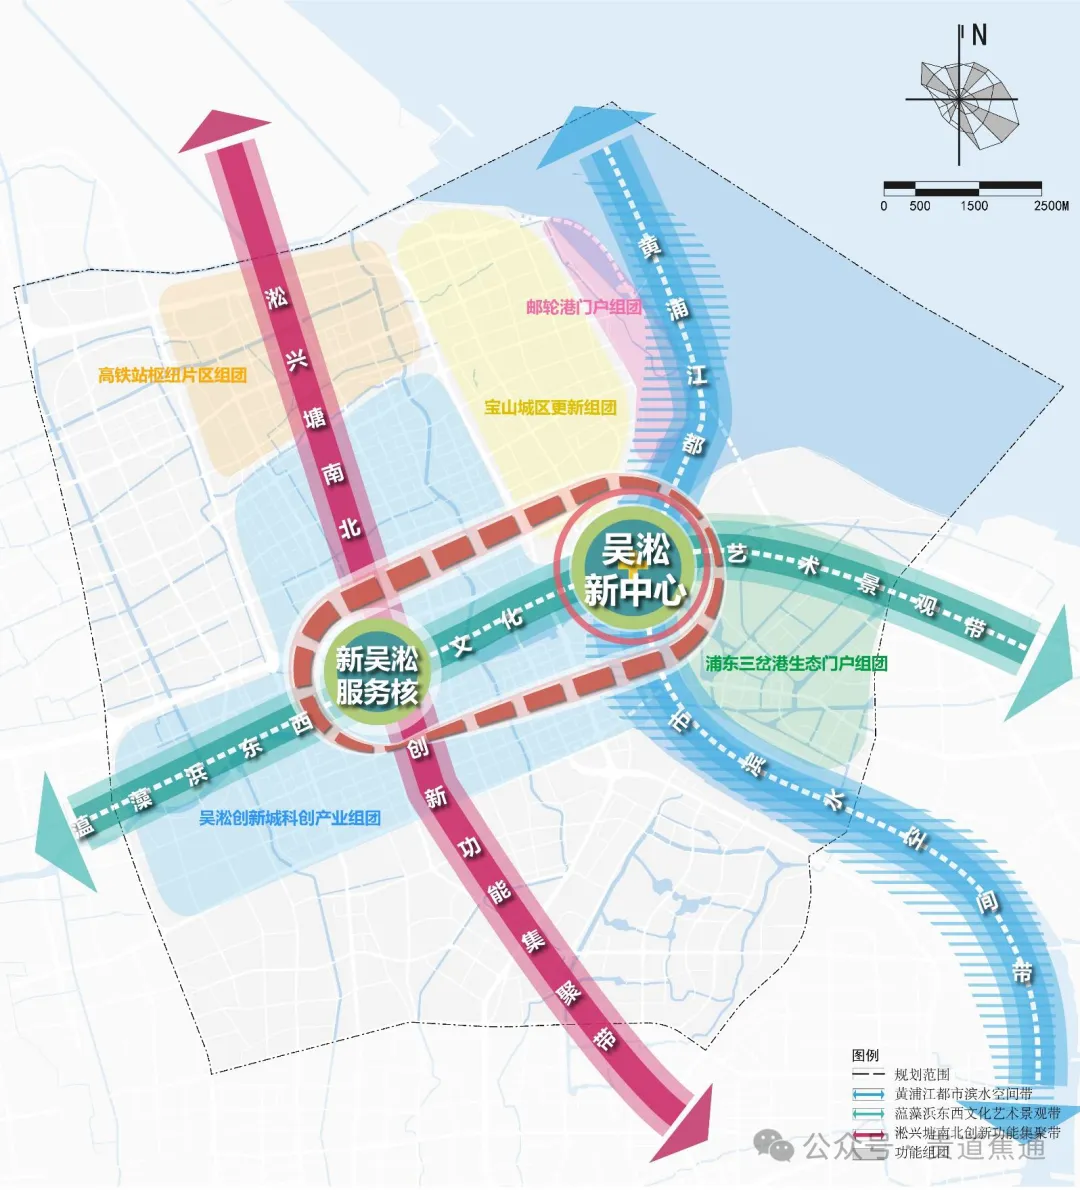 N
0 500 1500 2500M
淞兴塘南北创新功能集聚带
黄浦江都市滨水空间带
邮轮港门户组团
高铁站枢纽片区组团
宝山城区更新组团
吴淞
新中心
艺术景观带
文化
新吴淞
服务核
浦东三岔港生态门户组团
蕰藻浜东西
吴淞创新城科创产业组团
图例
规划范围
黄浦江都市滨水空间带
蕰藻浜东西文化艺术景观带
淞兴塘南北创新功能集聚带
功能组团
公众号 道蕉通